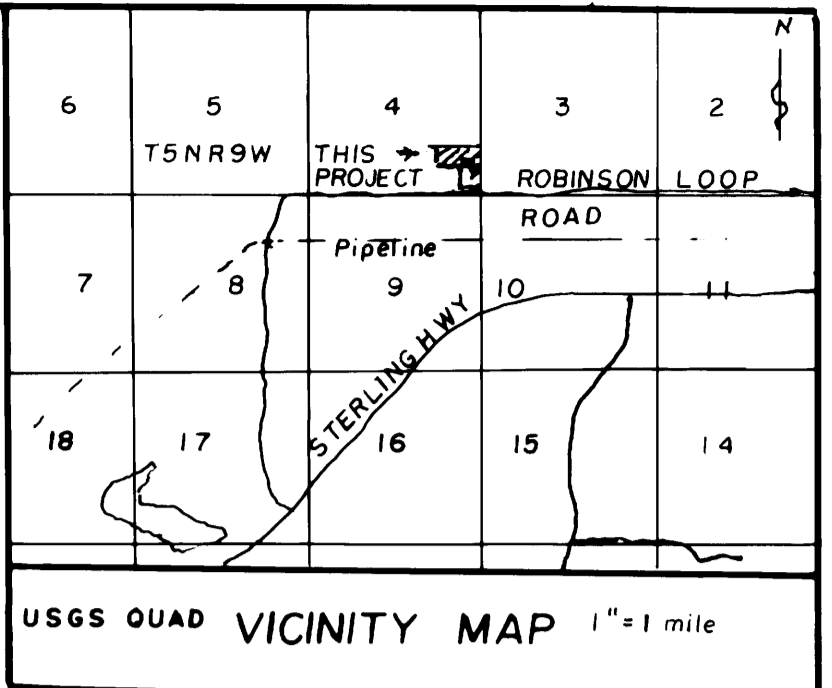 N
6 5 4 3 2
T5NR9W THIS
PROJECT ROBINSON LOOP
ROAD
Pipeline
7 8 9 10 11
STERLING HWY
18 17 16 15 14
USGS QUAD VICINITY MAP 1"=1 mile